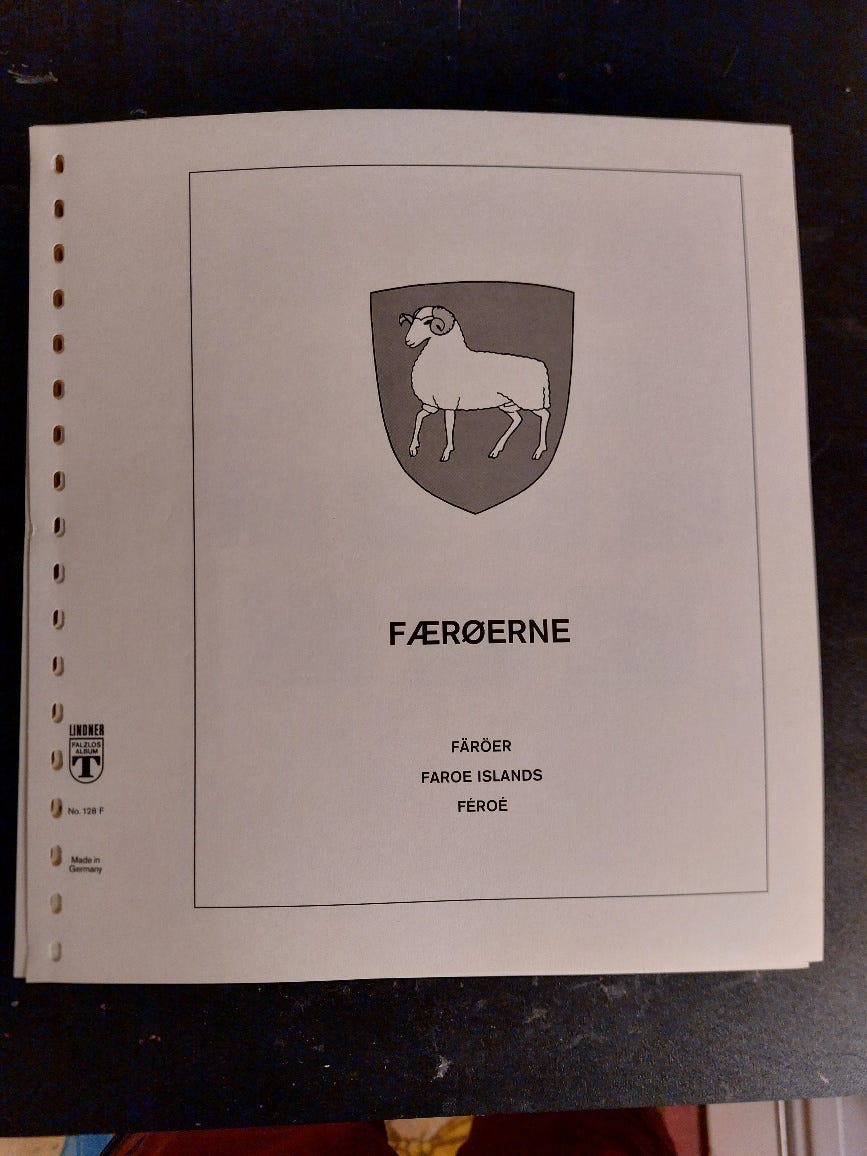 FÆRØERNE
FÄRÖER
FAROE ISLANDS
FÉROÉ
LINDNER
FALZLOS
ALBUM
T
No. 128 F
Made in
Germany